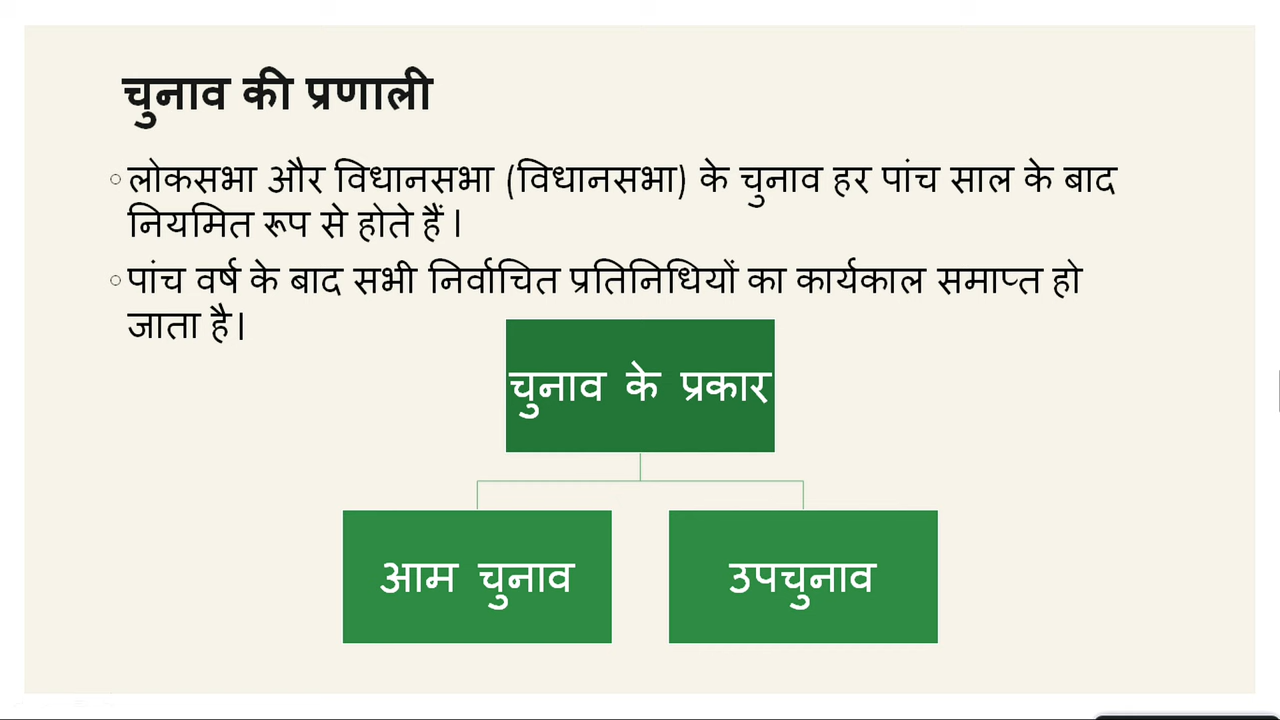 चुनाव की प्रणाली
लोकसभा और विधानसभा (विधानसभा) के चुनाव हर पांच साल के बाद
नियमित रूप से होते हैं l
पांच वर्ष के बाद सभी निर्वाचित प्रतिनिधियों का कार्यकाल समाप्त हो
जाता है।
चुनाव के प्रकार
आम चुनाव
उपचुनाव